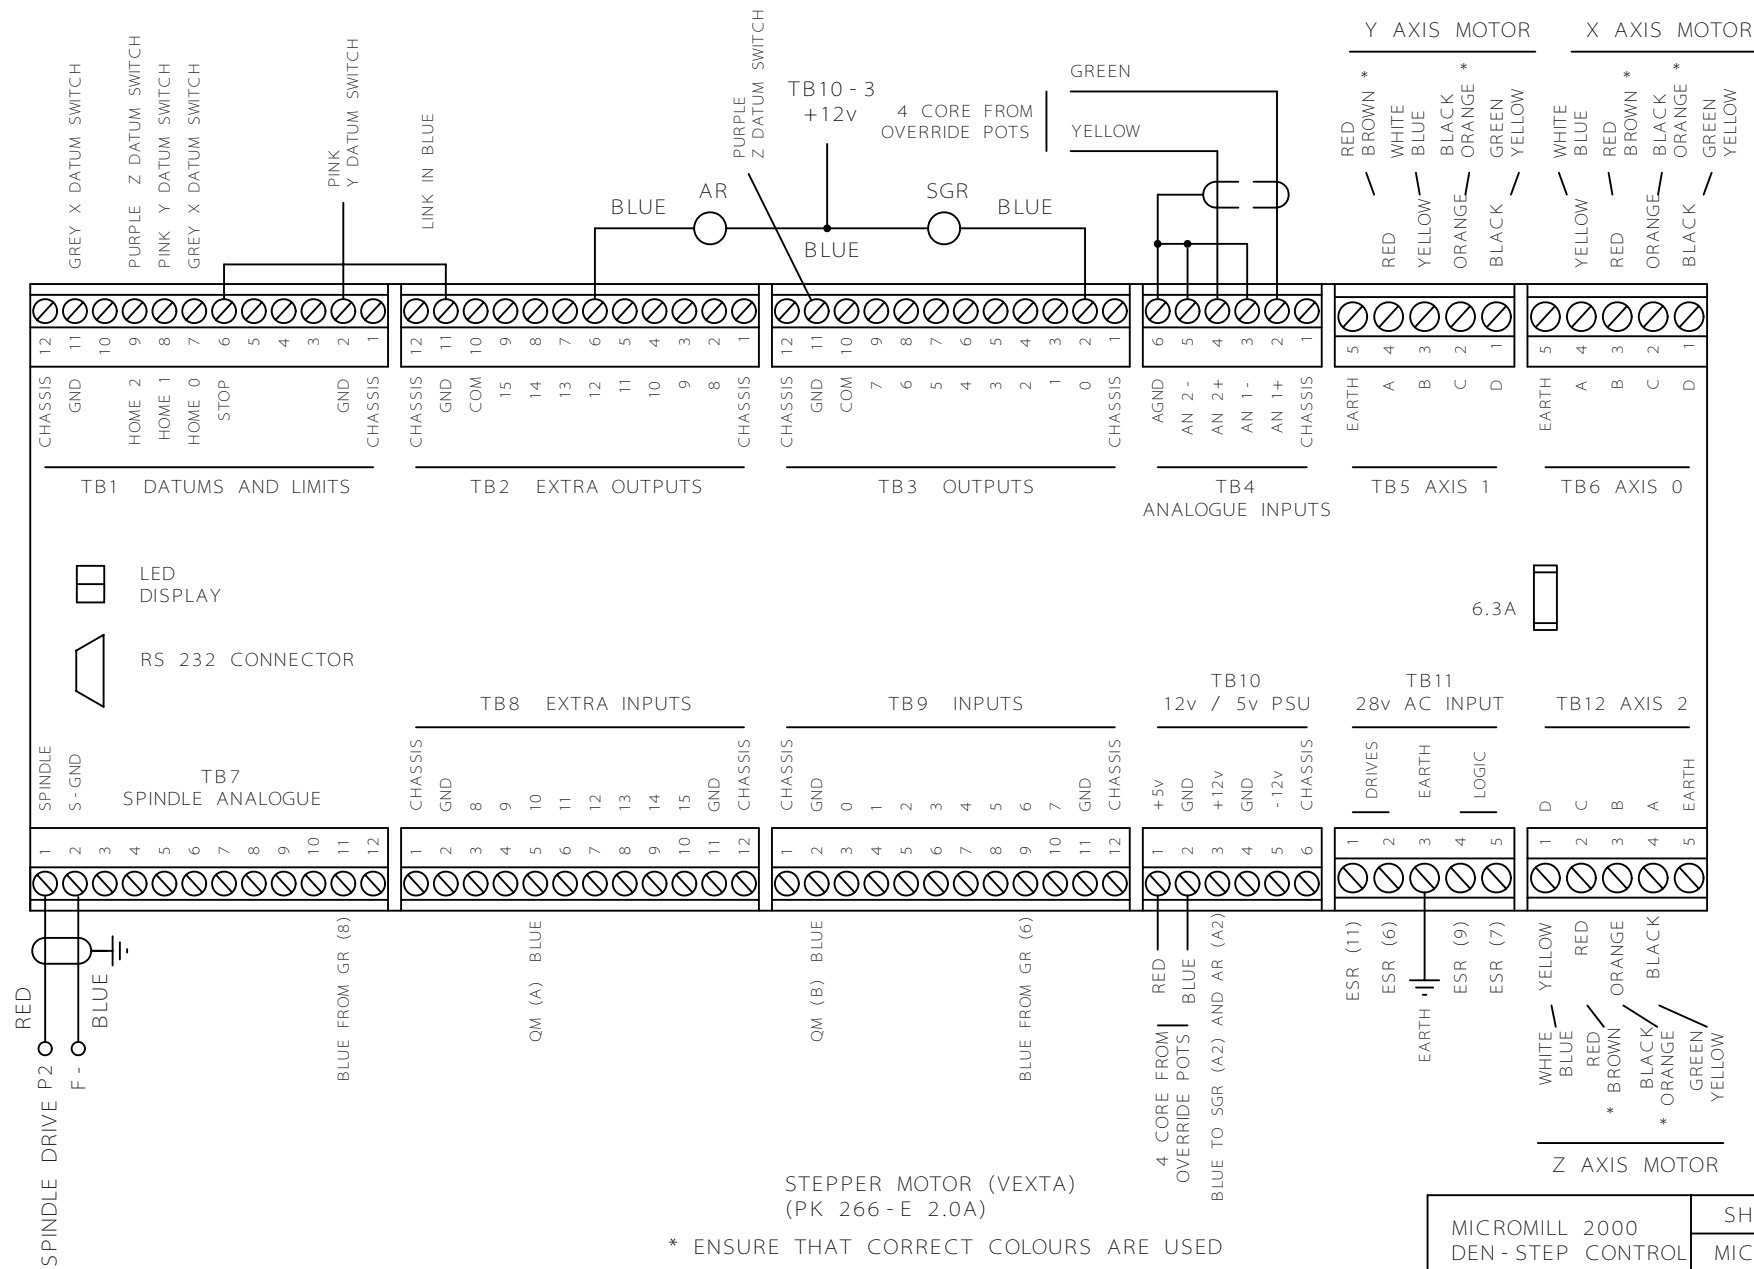 Y AXIS MOTOR
X AXIS MOTOR
GREY X DATUM SWITCH
PURPLE Z DATUM SWITCH
PINK Y DATUM SWITCH
GREY X DATUM SWITCH
PINK
Y DATUM SWITCH
LINK IN BLUE
PURPLE
Z DATUM SWITCH
TB10 - 3
+12v
4 CORE FROM
OVERRIDE POTS
GREEN
YELLOW
BLUE
AR
BLUE
SGR
BLUE
RED
BROWN *
WHITE
BLUE
BLACK
ORANGE *
GREEN
YELLOW
RED
YELLOW
ORANGE
BLACK
WHITE
BLUE
RED
BROWN *
BLACK
ORANGE *
GREEN
YELLOW
YELLOW
RED
ORANGE
BLACK
12 11 10 9 8 7 6 5 4 3 2 1
12 11 10 9 8 7 6 5 4 3 2 1
12 11 10 9 8 7 6 5 4 3 2 1
6 5 4 3 2 1
5 4 3 2 1
5 4 3 2 1
CHASSIS
GND
HOME 2
HOME 1
HOME 0
STOP
GND
CHASSIS
CHASSIS
GND
COM
15
14
13
12
11
10
9
8
CHASSIS
CHASSIS
GND
COM
7
6
5
4
3
2
1
0
CHASSIS
AGND
AN 2 -
AN 2+
AN 1 -
AN 1+
CHASSIS
EARTH
A
B
C
D
EARTH
A
B
C
D
TB1 DATUMS AND LIMITS
TB2 EXTRA OUTPUTS
TB3 OUTPUTS
TB4
ANALOGUE INPUTS
TB5 AXIS 1
TB6 AXIS 0
LED
DISPLAY
RS 232 CONNECTOR
6.3A
TB7
SPINDLE ANALOGUE
TB8 EXTRA INPUTS
TB9 INPUTS
TB10
12v / 5v PSU
TB11
28v AC INPUT
TB12 AXIS 2
SPINDLE
S - GND
CHASSIS
GND
8
9
10
11
12
13
14
15
GND
CHASSIS
CHASSIS
GND
0
1
2
3
4
5
6
7
GND
CHASSIS
+5v
GND
+12v
GND
- 12v
CHASSIS
DRIVES
EARTH
LOGIC
D
C
B
A
EARTH
1 2 3 4 5 6 7 8 9 10 11 12
1 2 3 4 5 6 7 8 9 10 11 12
1 2 3 4 5 6 7 8 9 10 11 12
1 2 3 4 5 6
1 2 3 4 5
1 2 3 4 5
RED
BLUE
SPINDLE DRIVE P2
F -
BLUE FROM GR (8)
QM (A) BLUE
QM (B) BLUE
BLUE FROM GR (6)
RED
BLUE
4 CORE FROM
OVERRIDE POTS
BLUE TO SGR (A2) AND AR (A2)
ESR (11)
ESR (6)
EARTH
ESR (9)
ESR (7)
YELLOW
RED
ORANGE
BLACK
WHITE
BLUE
RED
* BROWN
BLACK
* ORANGE
GREEN
YELLOW
Z AXIS MOTOR
STEPPER MOTOR (VEXTA)
(PK 266 - E 2.0A)
* ENSURE THAT CORRECT COLOURS ARE USED
MICROMILL 2000
DEN - STEP CONTROL
SH
MIC